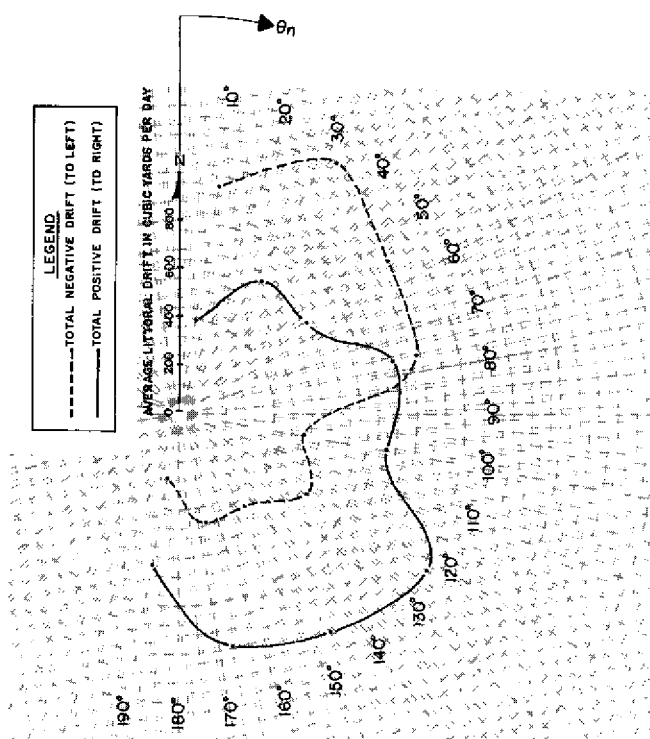 θn
LEGEND
TOTAL NEGATIVE DRIFT (TO LEFT)
TOTAL POSITIVE DRIFT (TO RIGHT)
AVERAGE LITTORAL DRIFT IN CUBIC YARDS PER DAY
0 200 400 600 800
N
10°
20°
30°
40°
50°
60°
70°
80°
90°
100°
110°
120°
130°
140°
150°
160°
170°
180°
190°